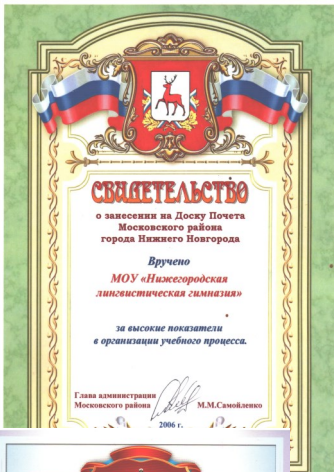 СВИДЕТЕЛЬСТВО
о занесении на Доску Почета
Московского района
города Нижнего Новгорода
Вручено
МОУ «Нижегородская
лингвистическая гимназия»
за высокие показатели
в организации учебного процесса.
Глава администрации
Московского района М.М.Самойленко
2006 г.